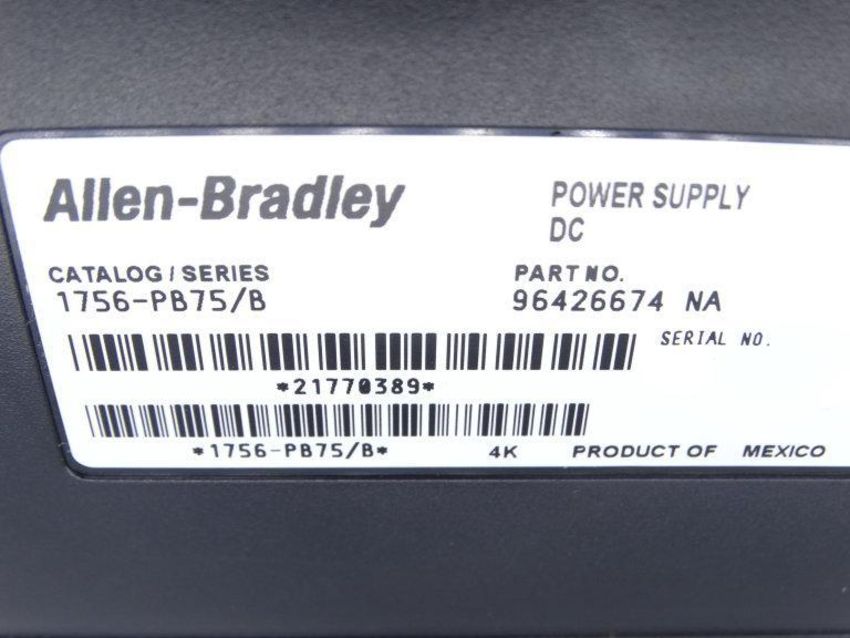 Allen-Bradley
POWER SUPPLY
DC
CATALOG / SERIES
1756-PB75/B
PART NO.
96426674 NA
SERIAL NO.
*21770389*
*1756-PB75/B*
4K
PRODUCT OF MEXICO